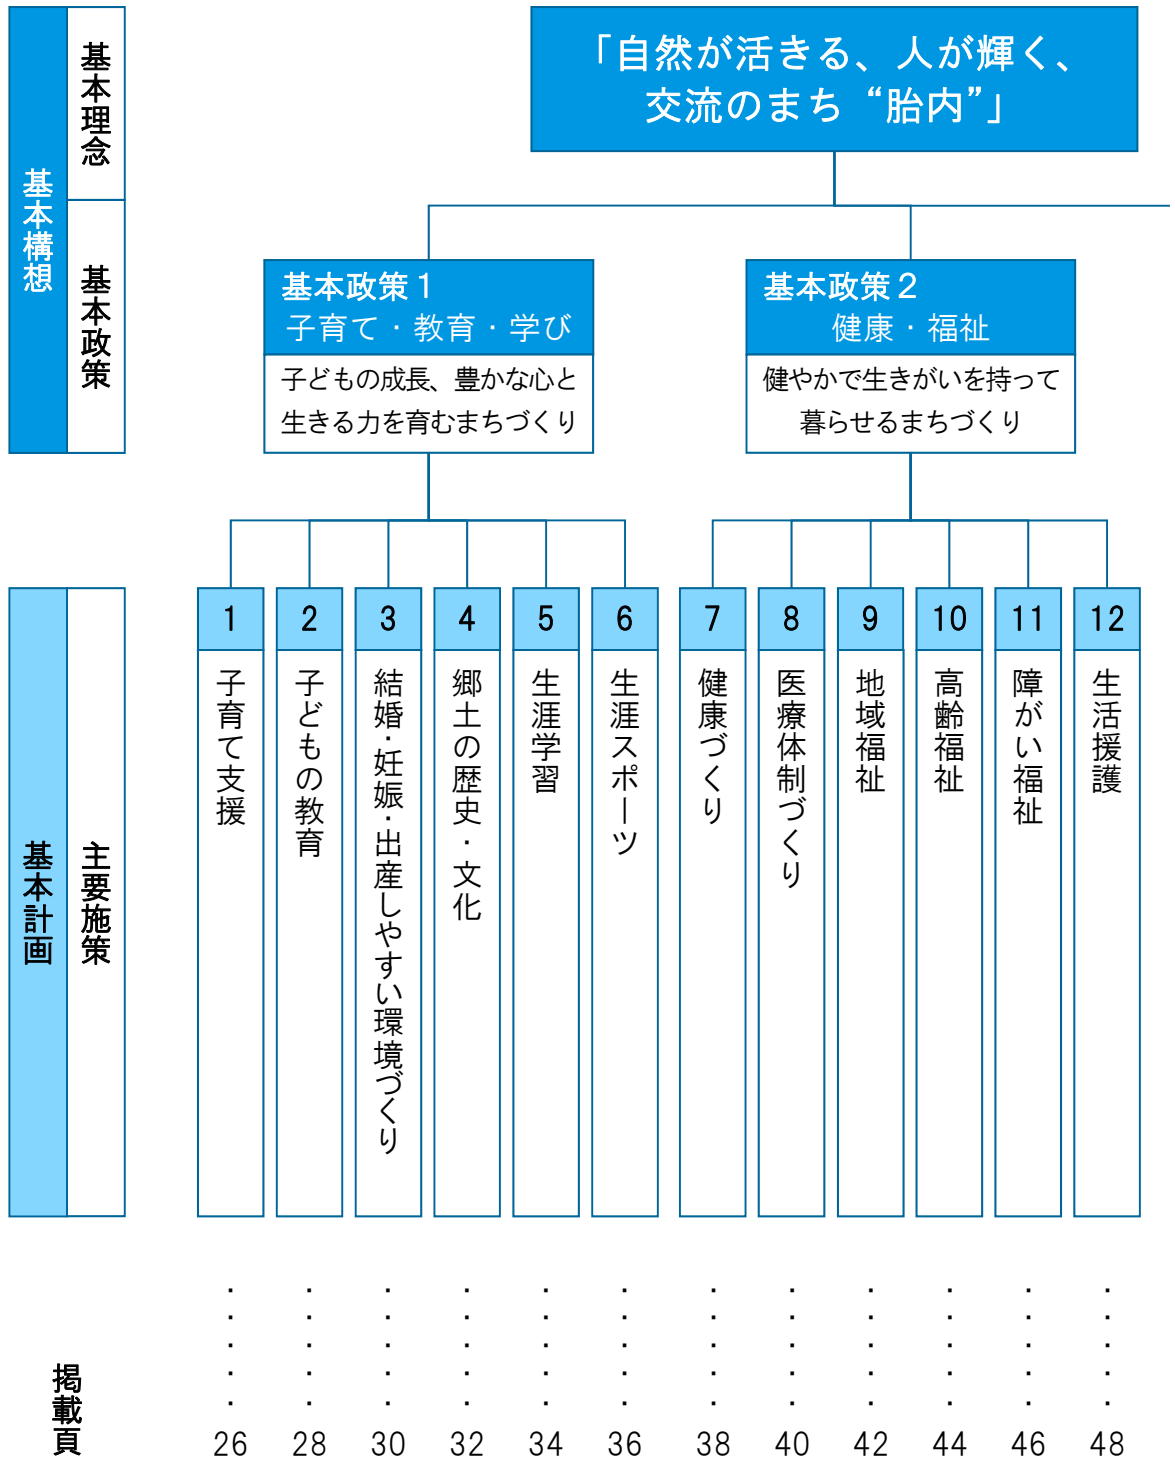 基本構想
基本理念
「自然が活きる、人が輝く、
交流のまち“胎内”」
基本政策
基本政策1
子育て・教育・学び
子どもの成長、豊かな心と
生きる力を育むまちづくり
基本政策2
健康・福祉
健やかで生きがいを持って
暮らせるまちづくり
基本計画
主要施策
1
子育て支援
2
子どもの教育
3
結婚・妊娠・出産しやすい環境づくり
4
郷土の歴史・文化
5
生涯学習
6
生涯スポーツ
7
健康づくり
8
医療体制づくり
9
地域福祉
10
高齢福祉
11
障がい福祉
12
生活援護
掲載頁
・・・・・
26
・・・・・
28
・・・・・
30
・・・・・
32
・・・・・
34
・・・・・
36
・・・・・
38
・・・・・
40
・・・・・
42
・・・・・
44
・・・・・
46
・・・・・
48